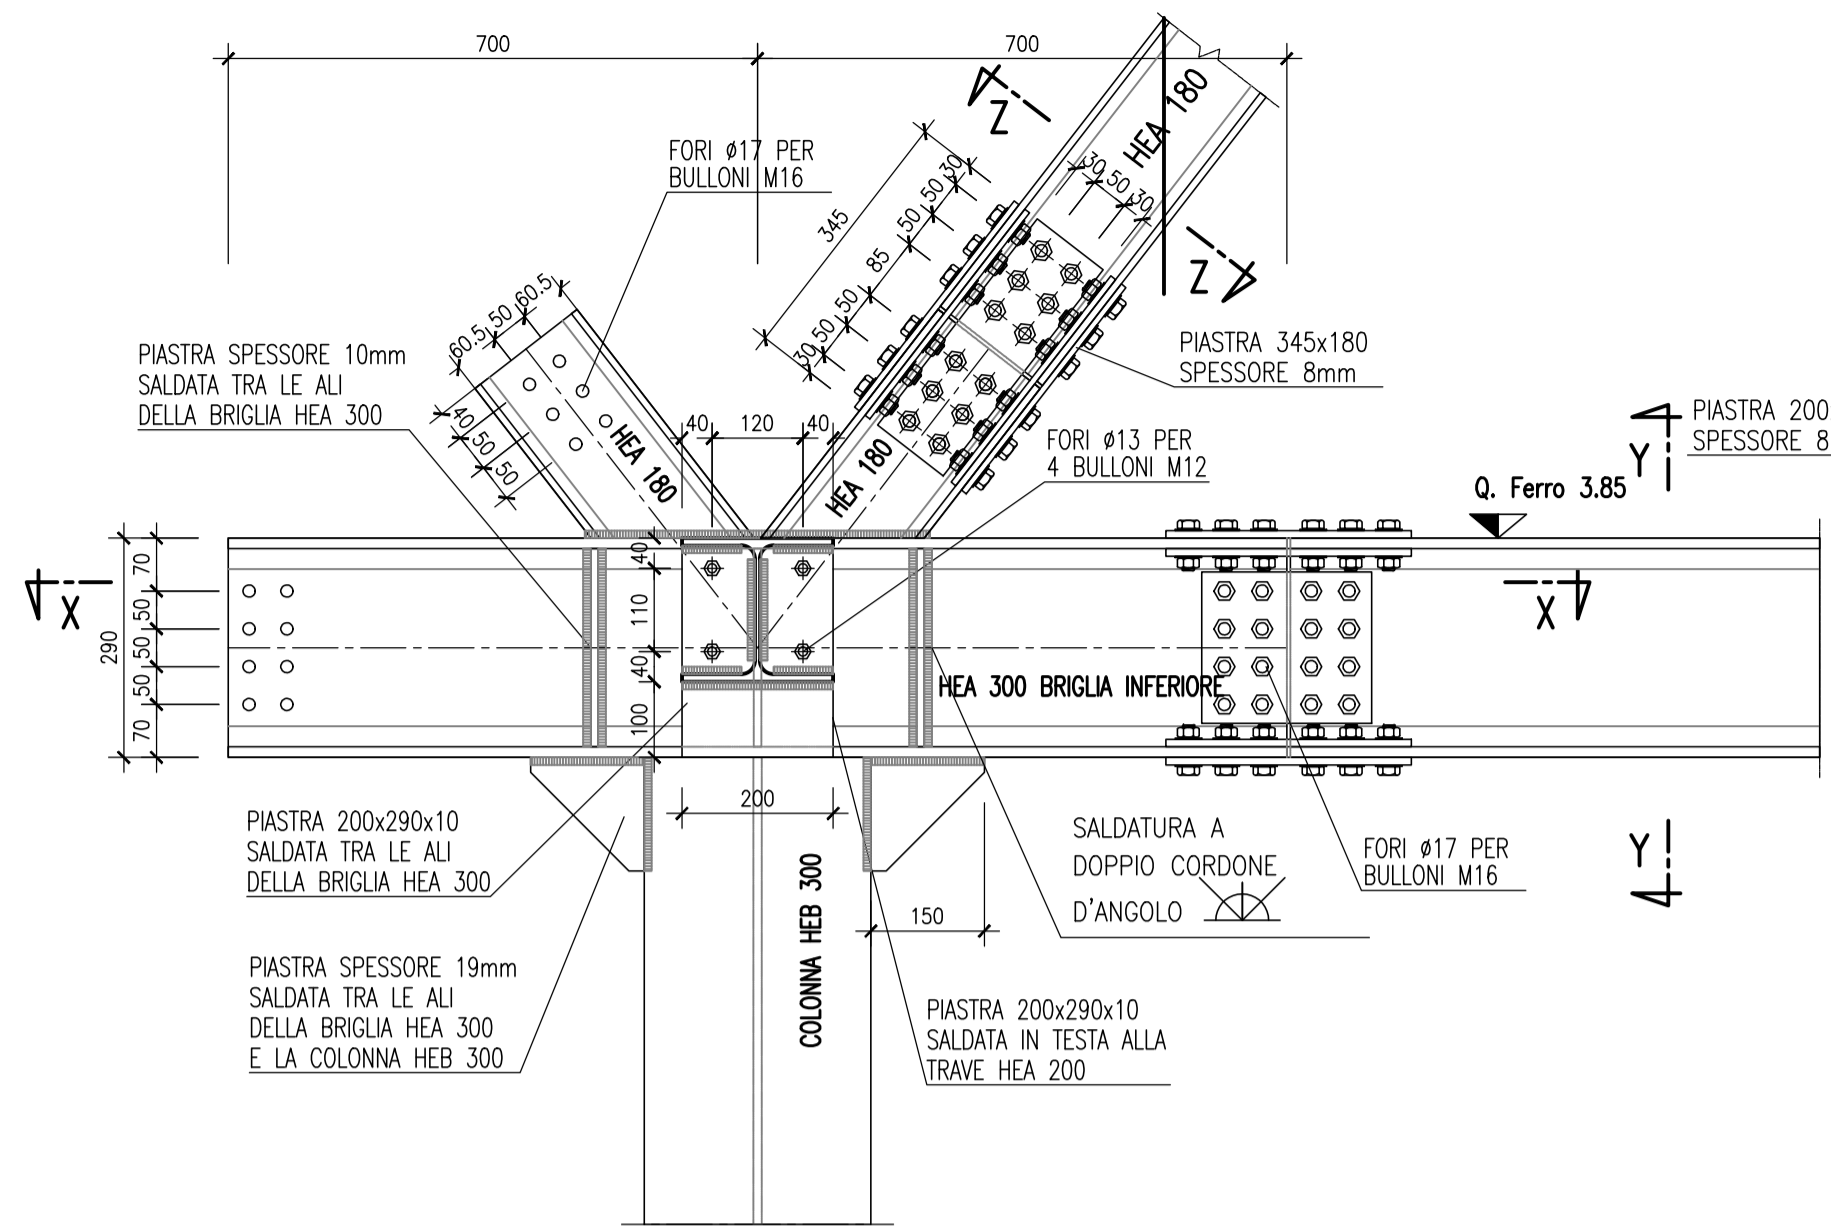 700
700
Z
HEA 180
FORI ø17 PER
BULLONI M16
345
30
50
50
85
50
50
30
30
50
30
Z
60.5
50
60.5
PIASTRA SPESSORE 10mm
SALDATA TRA LE ALI
DELLA BRIGLIA HEA 300
PIASTRA 345x180
SPESSORE 8mm
40
50
50
HEA 180
40
120
40
HEA 180
FORI ø13 PER
4 BULLONI M12
PIASTRA 200
SPESSORE 8
Y
Q. Ferro 3.85
X
290
70
50
50
50
70
40
110
40
100
X
HEA 300 BRIGLIA INFERIORE
200
PIASTRA 200x290x10
SALDATA TRA LE ALI
DELLA BRIGLIA HEA 300
COLONNA HEB 300
SALDATURA A
DOPPIO CORDONE
D'ANGOLO
150
FORI ø17 PER
BULLONI M16
Y
PIASTRA SPESSORE 19mm
SALDATA TRA LE ALI
DELLA BRIGLIA HEA 300
E LA COLONNA HEB 300
PIASTRA 200x290x10
SALDATA IN TESTA ALLA
TRAVE HEA 200